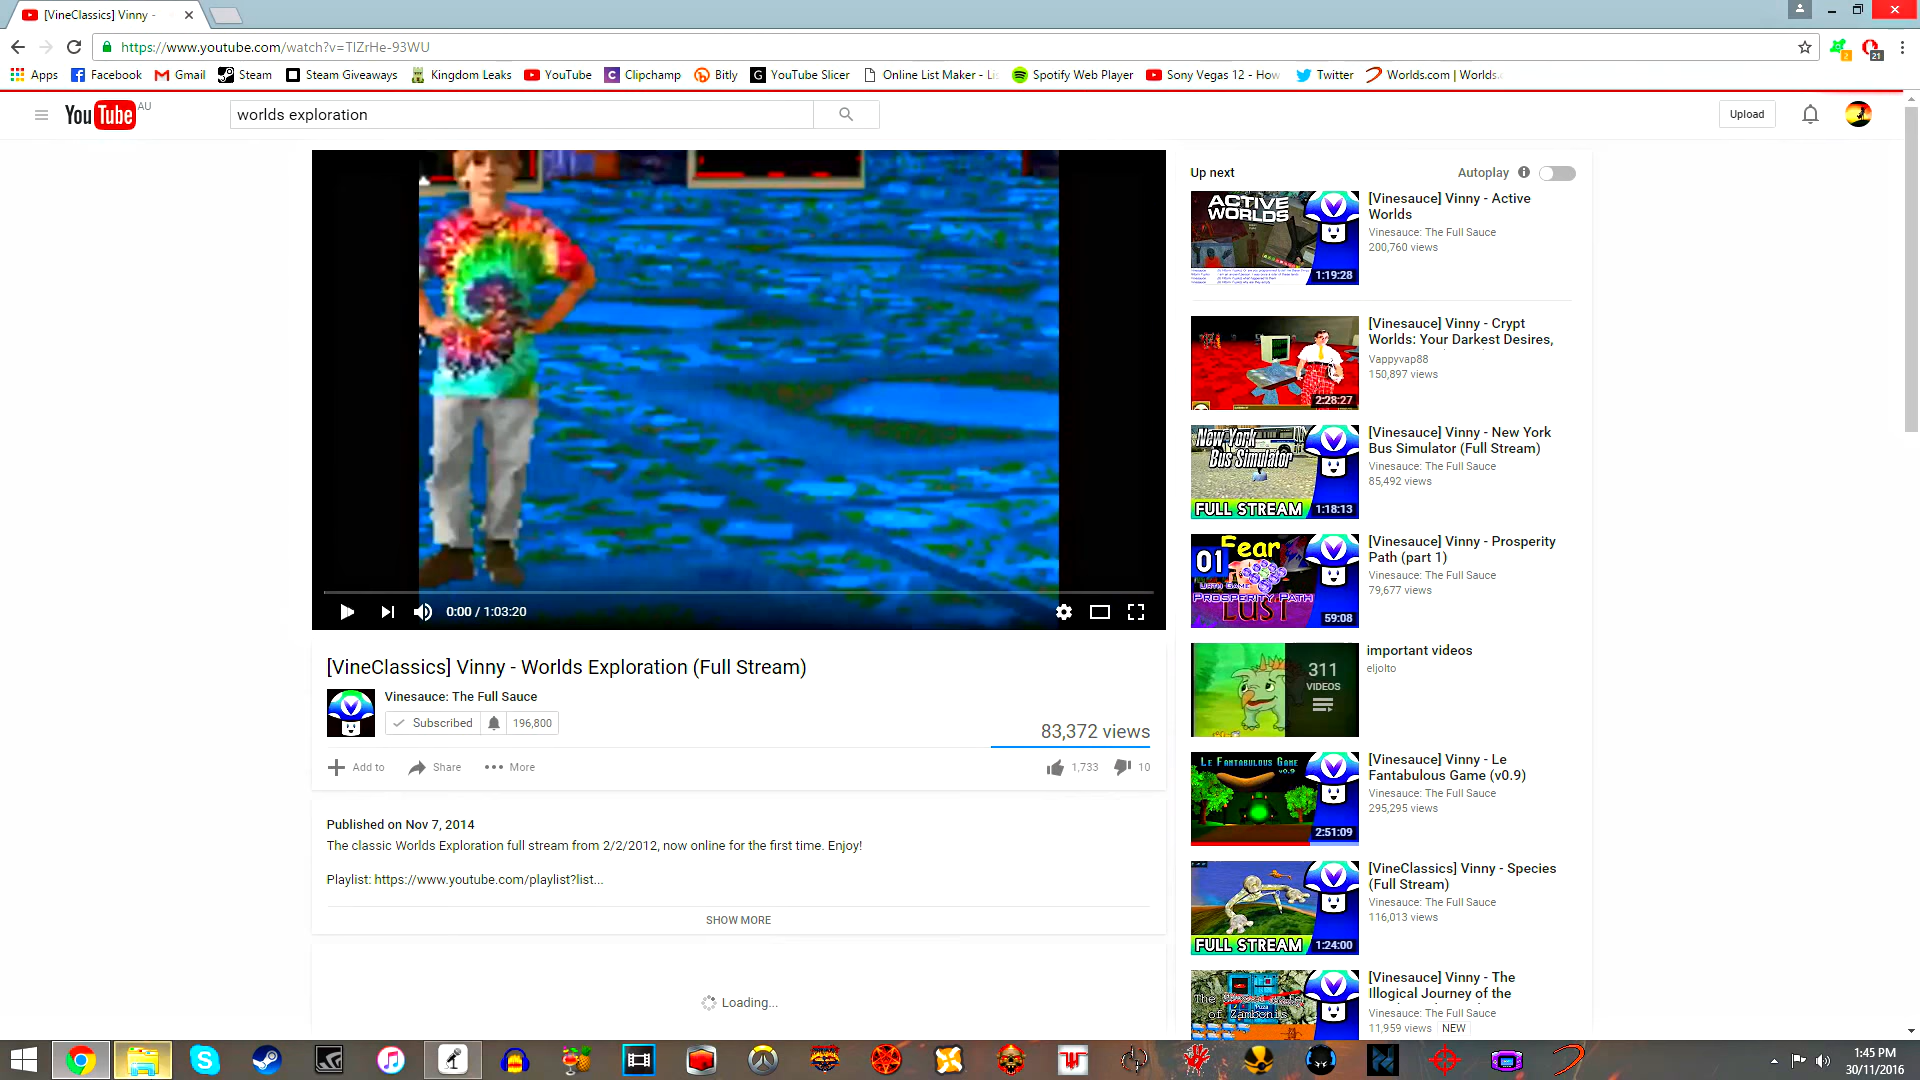 [VineClassics] Vinny -
https://www.youtube.com/watch?v=TlZrHe-93WU
2
21
Apps Facebook Gmail Steam Steam Giveaways Kingdom Leaks YouTube Clipchamp Bitly YouTube Slicer Online List Maker - Lis Spotify Web Player Sony Vegas 12 - How Twitter Worlds.com | Worlds.
YouTube AU
worlds exploration
Upload
0:00 / 1:03:20
[VineClassics] Vinny - Worlds Exploration (Full Stream)
Vinesauce: The Full Sauce
Subscribed 196,800
83,372 views
Add to Share More
1,733 10
Published on Nov 7, 2014
The classic Worlds Exploration full stream from 2/2/2012, now online for the first time. Enjoy!
Playlist: https://www.youtube.com/playlist?list...
SHOW MORE
Loading...
Up next
Autoplay
ACTIVE
WORLDS
1:19:28
[Vinesauce] Vinny - Active
Worlds
Vinesauce: The Full Sauce
200,760 views
2:28:27
[Vinesauce] Vinny - Crypt
Worlds: Your Darkest Desires,
Vappyvap88
150,897 views
New York
Bus Simulator
FULL STREAM
1:18:13
[Vinesauce] Vinny - New York
Bus Simulator (Full Stream)
Vinesauce: The Full Sauce
85,492 views
01
Fear
PROSPERITY PATH
LUST
59:08
[Vinesauce] Vinny - Prosperity
Path (part 1)
Vinesauce: The Full Sauce
79,677 views
311
VIDEOS
important videos
eljolto
LE FANTABULOUS GAME
v0.9
2:51:09
[Vinesauce] Vinny - Le
Fantabulous Game (v0.9)
Vinesauce: The Full Sauce
295,295 views
FULL STREAM
1:24:00
[VineClassics] Vinny - Species
(Full Stream)
Vinesauce: The Full Sauce
116,013 views
of Zambonis
[Vinesauce] Vinny - The
Illogical Journey of the
Vinesauce: The Full Sauce
11,959 views NEW
1:45 PM
30/11/2016